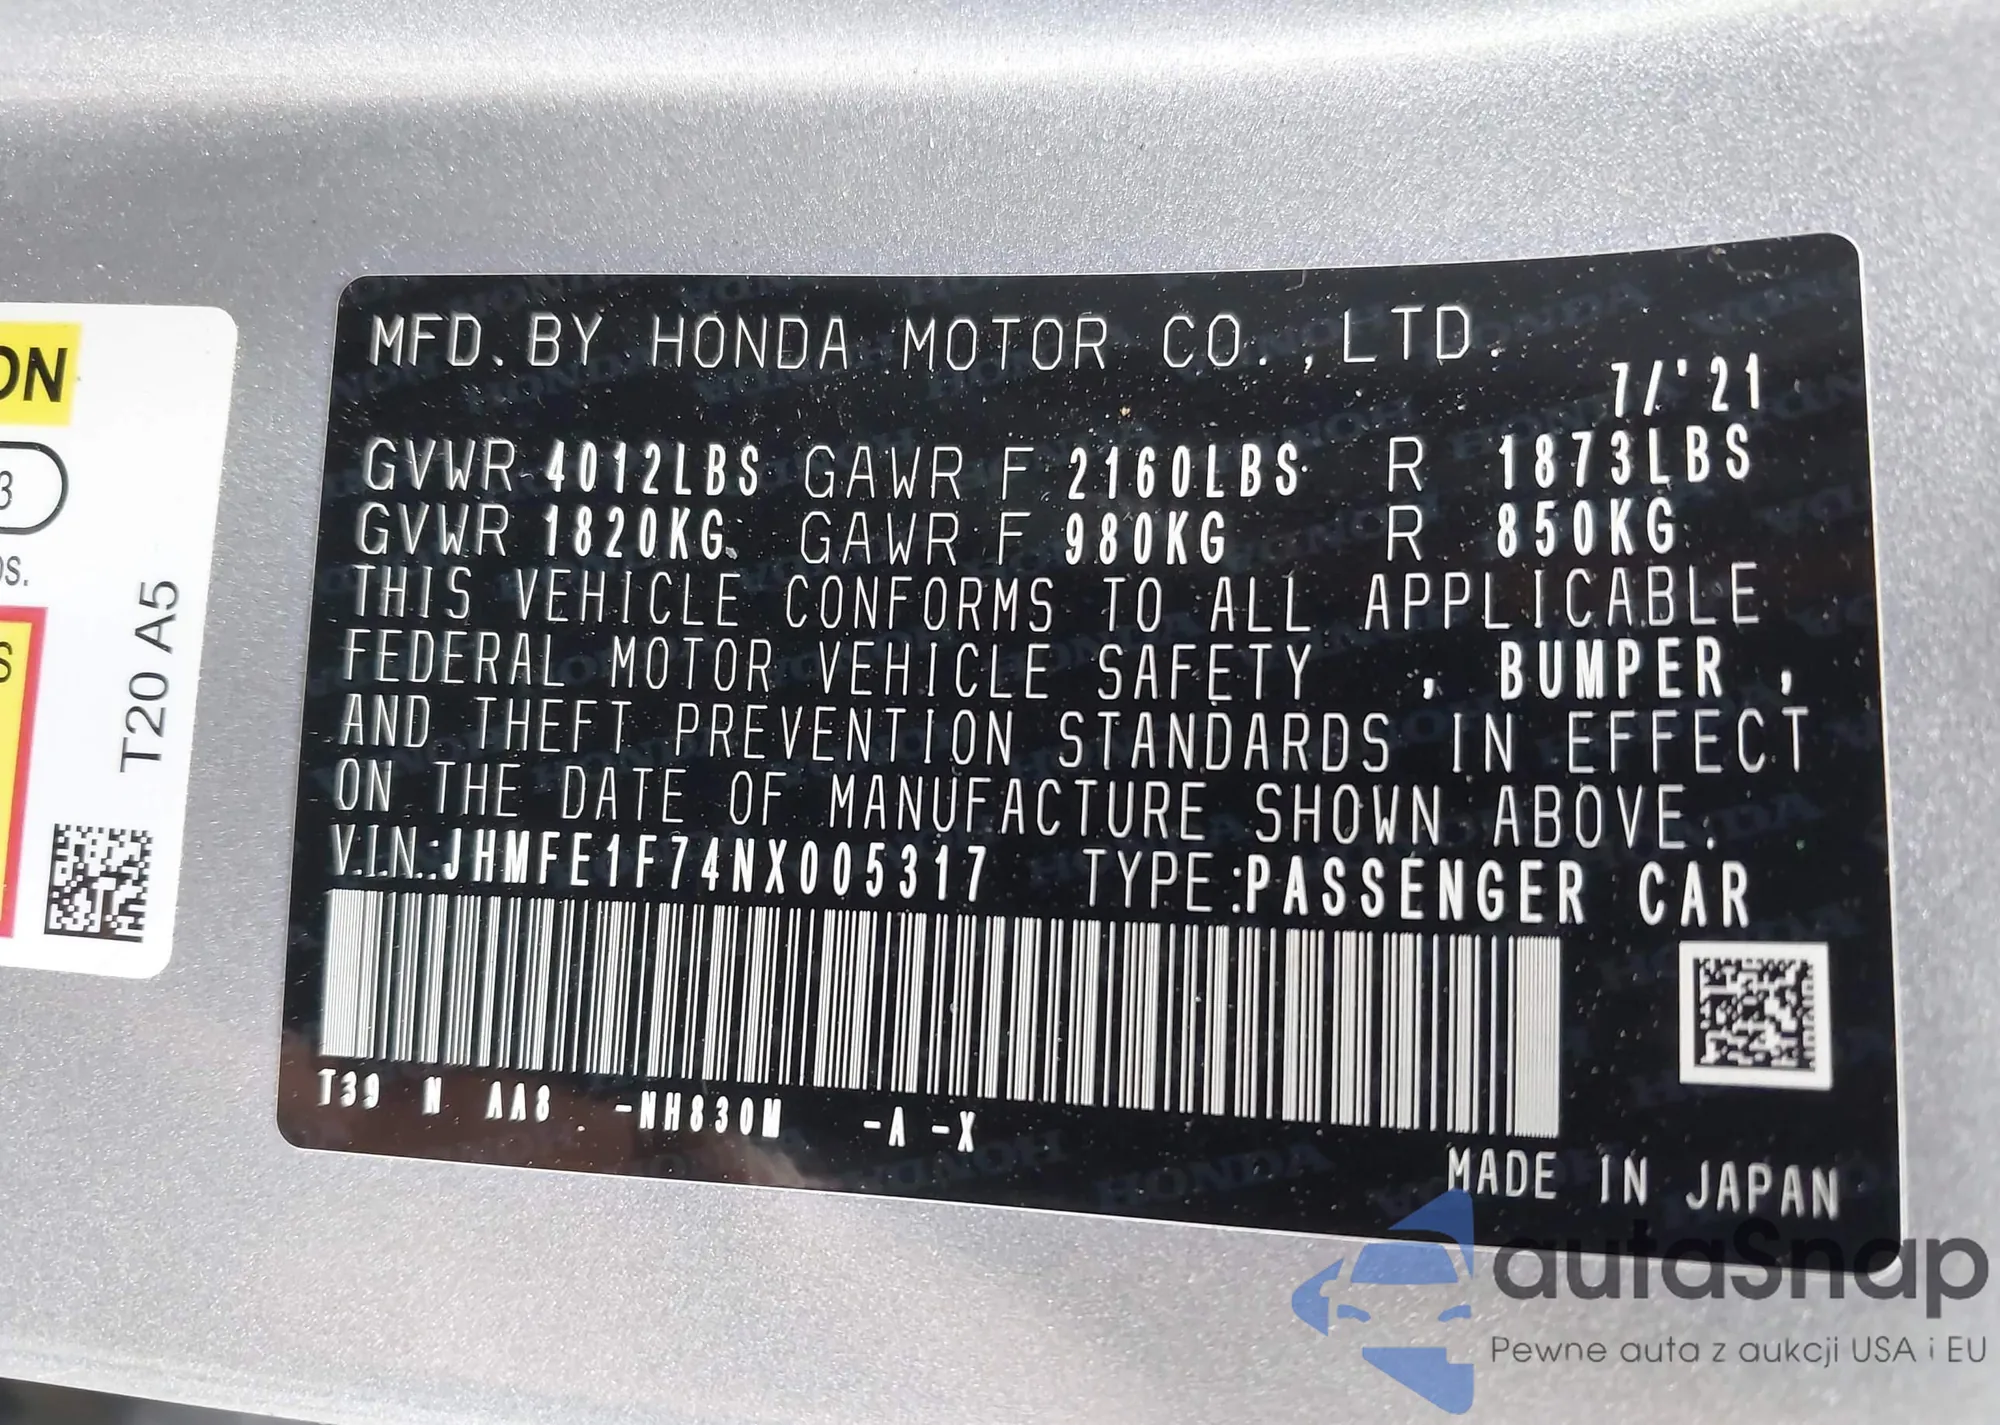 ON
3
os.
S
T20 A5
MFD. BY HONDA MOTOR CO.,LTD.
7/'21
GVWR 4012LBS GAWR F 2160LBS R 1873LBS
GVWR 1820KG GAWR F 980KG R 850KG
THIS VEHICLE CONFORMS TO ALL APPLICABLE
FEDERAL MOTOR VEHICLE SAFETY , BUMPER ,
AND THEFT PREVENTION STANDARDS IN EFFECT
ON THE DATE OF MANUFACTURE SHOWN ABOVE.
V.I.N.:JHMFE1F74NX005317 TYPE:PASSENGER CAR
T39 N AA8 -NH830M -A -X
MADE IN JAPAN
autasnap
Pewne auta z aukcji USA i EU